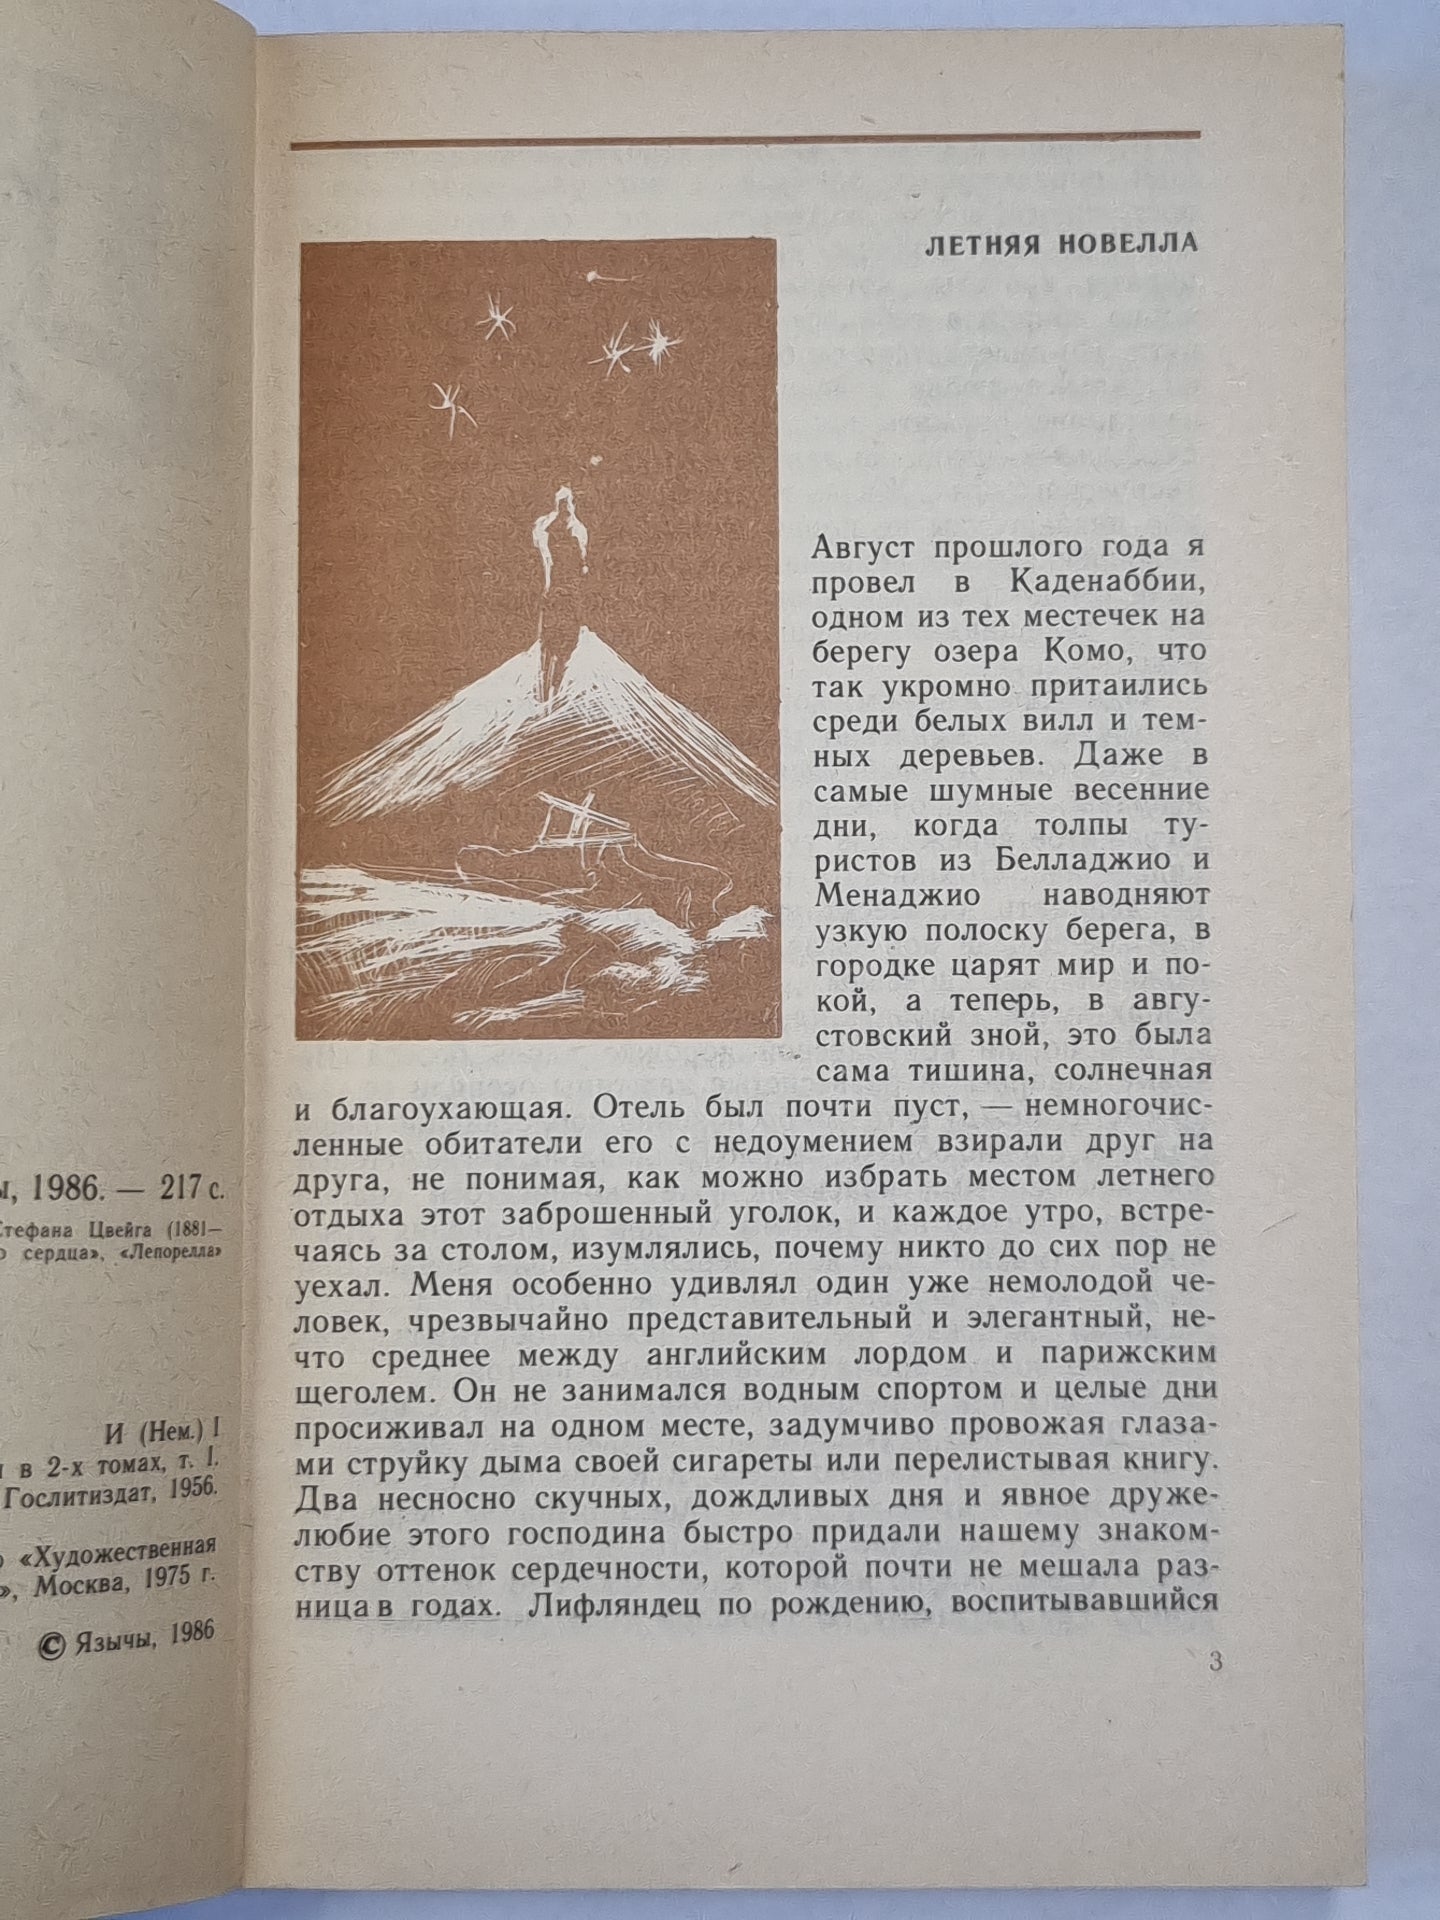 ы, 1986. — 217 с.
Стефана Цвейга (1881—
о сердца», «Лепорелла»
И (Нем.) I
в 2-х томах, т. I.
Гослитиздат, 1956.
«Художественная
», Москва, 1975 г.
© Язычы, 1986
ЛЕТНЯЯ НОВЕЛЛА
Август прошлого года я
провел в Каденаббии,
одном из тех местечек на
берегу озера Комо, что
так укромно притаились
среди белых вилл и тем-
ных деревьев. Даже в
самые шумные весенние
дни, когда толпы ту-
ристов из Белладжио и
Менаджио наводняют
узкую полоску берега, в
городке царят мир и по-
кой, а теперь, в авгу-
стовский зной, это была
сама тишина, солнечная
и благоухающая. Отель был почти пуст, — немногочис-
ленные обитатели его с недоумением взирали друг на
друга, не понимая, как можно избрать местом летнего
отдыха этот заброшенный уголок, и каждое утро, встре-
чаясь за столом, изумлялись, почему никто до сих пор не
уехал. Меня особенно удивлял один уже немолодой че-
ловек, чрезвычайно представительный и элегантный, не-
что среднее между английским лордом и парижским
щеголем. Он не занимался водным спортом и целые дни
просиживал на одном месте, задумчиво провожая глаза-
ми струйку дыма своей сигареты или перелистывая книгу.
Два несносно скучных, дождливых дня и явное друже-
любие этого господина быстро придали нашему знаком-
ству оттенок сердечности, которой почти не мешала раз-
ница в годах. Лифляндец по рождению, воспитывавшийся
3